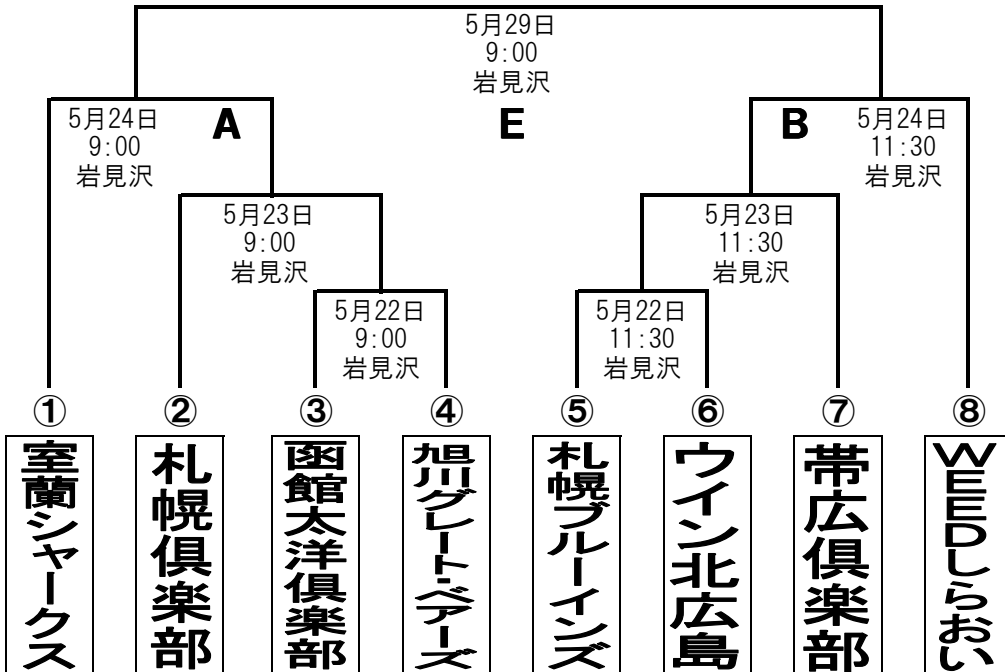 5月29日
9:00
岩見沢
5月24日
9:00
岩見沢
A
E
B
5月24日
11:30
岩見沢
5月23日
9:00
岩見沢
5月23日
11:30
岩見沢
5月22日
9:00
岩見沢
5月22日
11:30
岩見沢
①
②
③
④
⑤
⑥
⑦
⑧
室蘭シャークス
札幌倶楽部
函館太洋倶楽部
旭川グレート・ベアーズ
札幌ブルーインズ
ウイン北広島
帯広倶楽部
WEEDしらおい